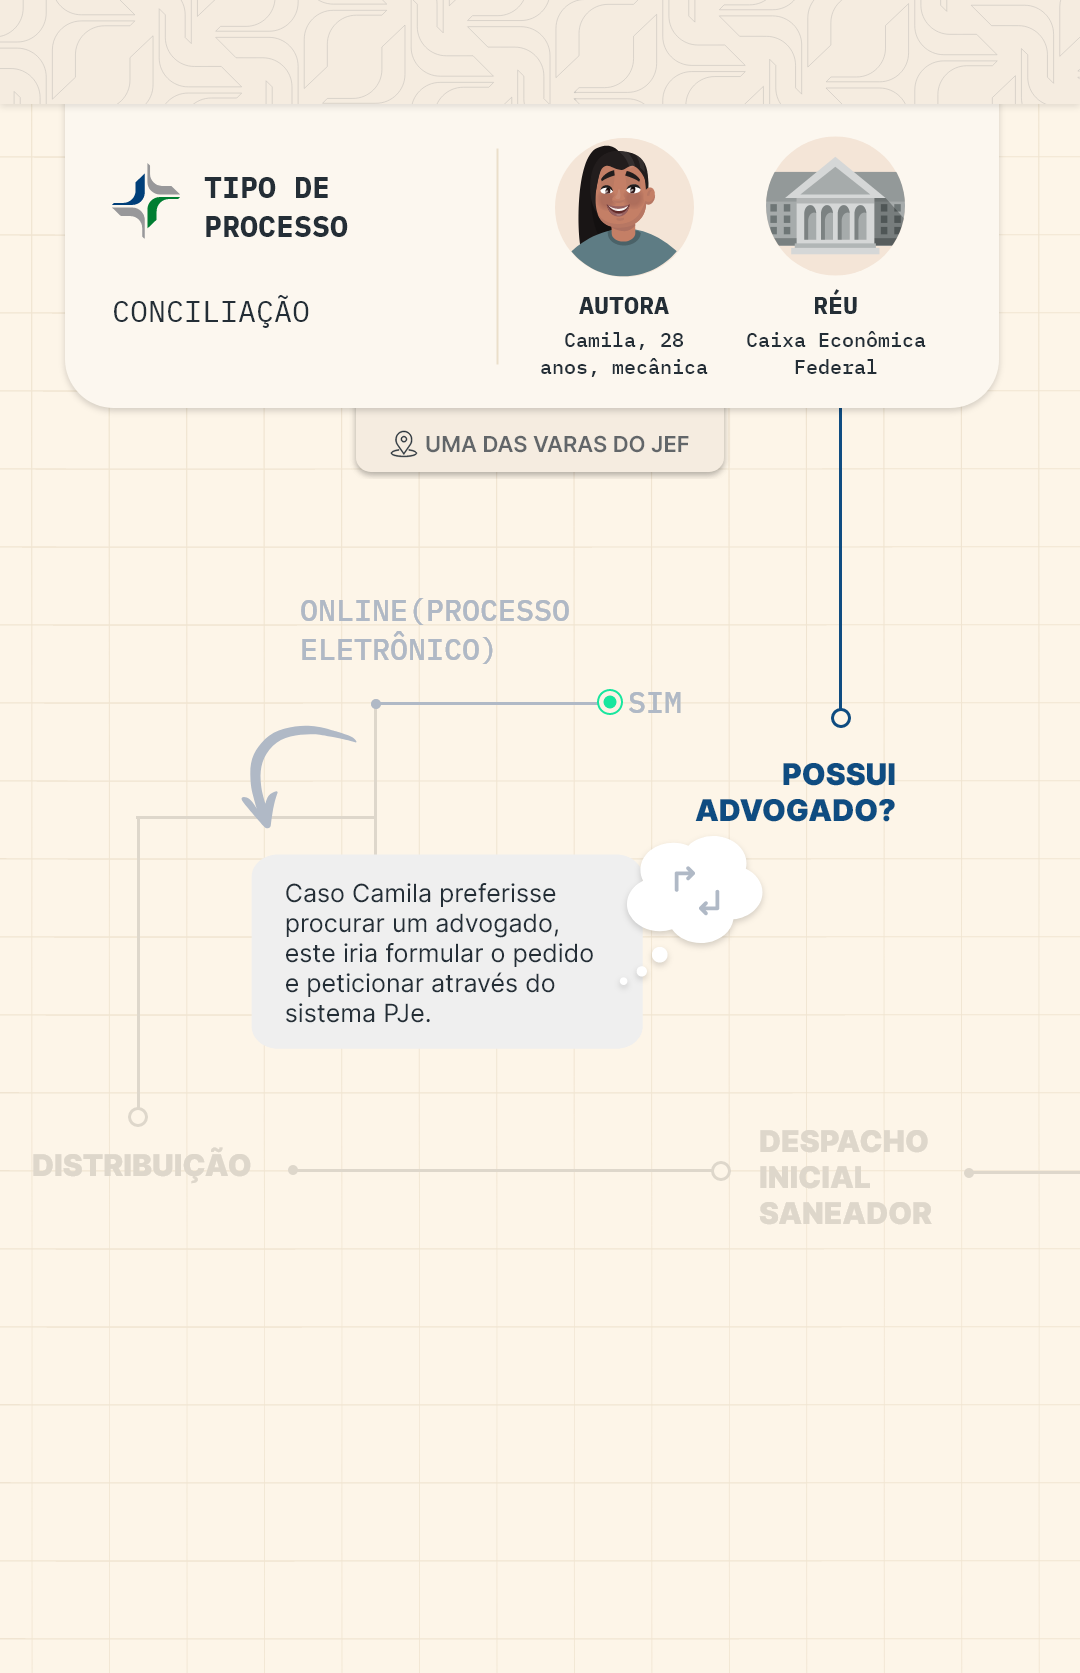 TIPO DE
PROCESSO
CONCILIAÇÃO
AUTORA
Camila, 28
anos, mecânica
RÉU
Caixa Econômica
Federal
UMA DAS VARAS DO JEF
ONLINE(PROCESSO
ELETRÔNICO)
SIM
POSSUI
ADVOGADO?
Caso Camila preferisse
procurar um advogado,
este iria formular o pedido
e peticionar através do
sistema PJe.
DISTRIBUIÇÃO
DESPACHO
INICIAL
SANEADOR